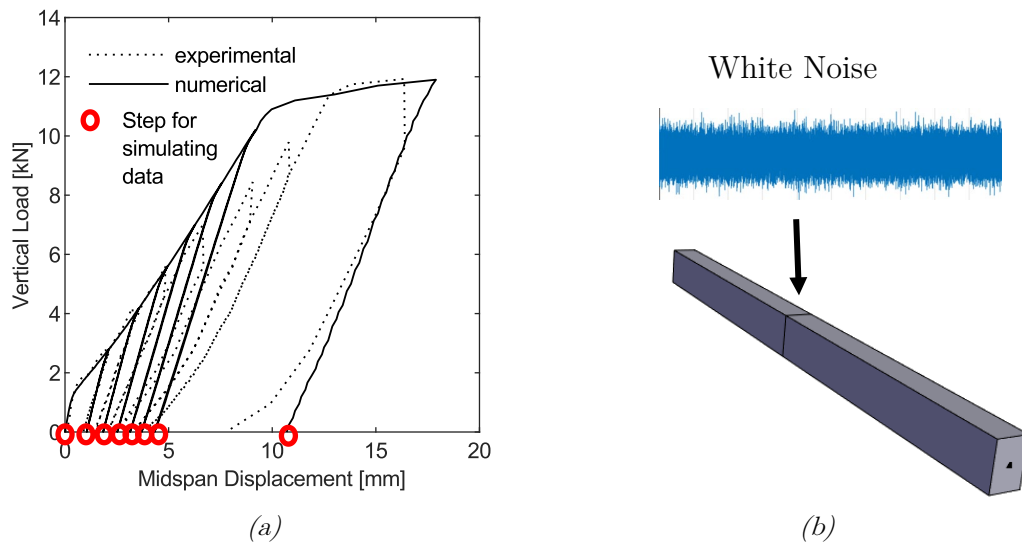 14
12
10
8
6
4
2
0
Vertical Load [kN]
experimental
numerical
Step for
simulating
data
0
5
10
15
20
Midspan Displacement [mm]
(a)
White Noise
(b)